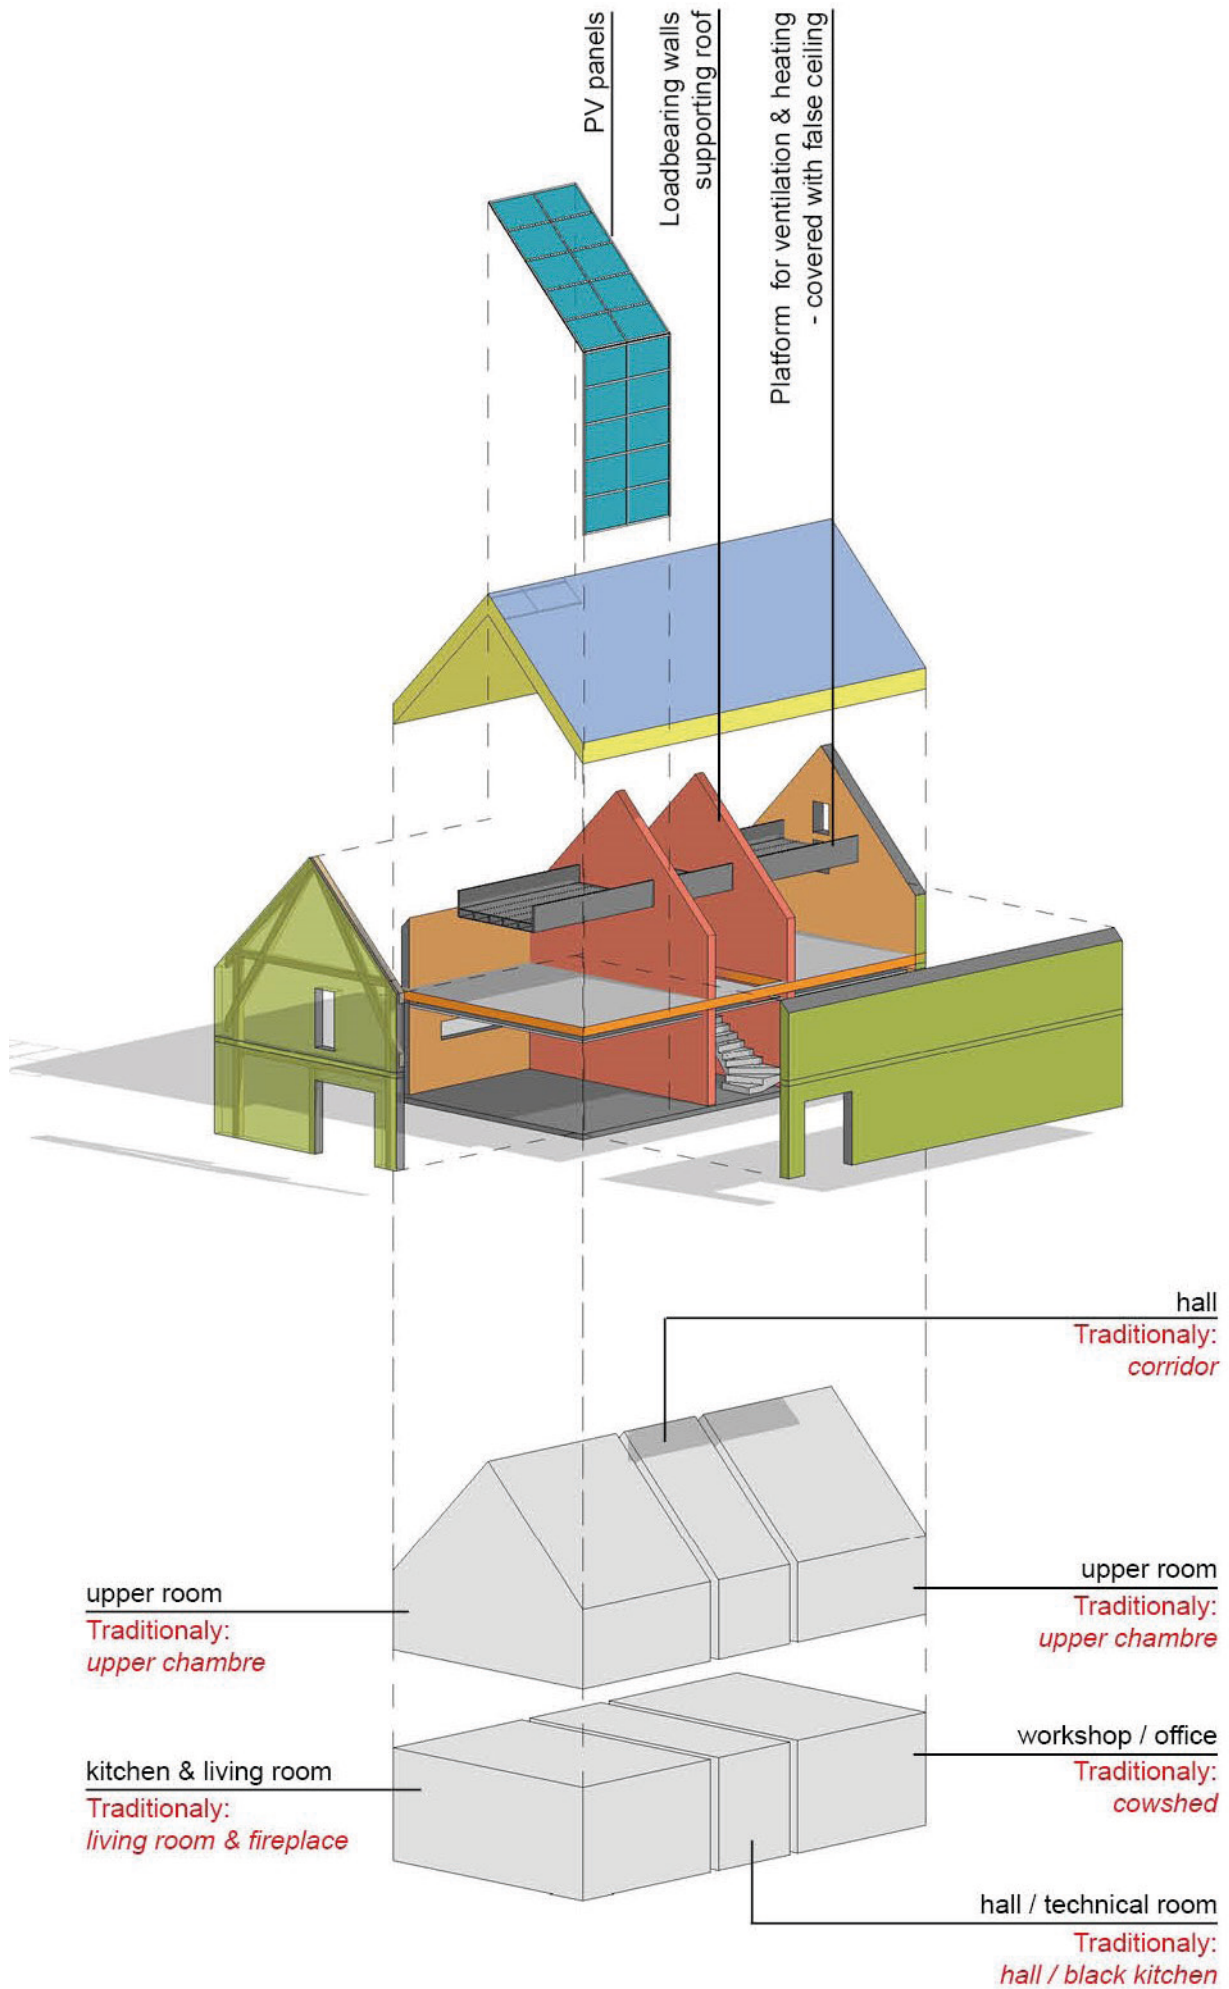 PV panels
Loadbearing walls
supporting roof
Platform for ventilation & heating
- covered with false ceiling
hall
Traditionaly:
corridor
upper room
Traditionaly:
upper chambre
upper room
Traditionaly:
upper chambre
kitchen & living room
Traditionaly:
living room & fireplace
workshop / office
Traditionaly:
cowshed
hall / technical room
Traditionaly:
hall / black kitchen